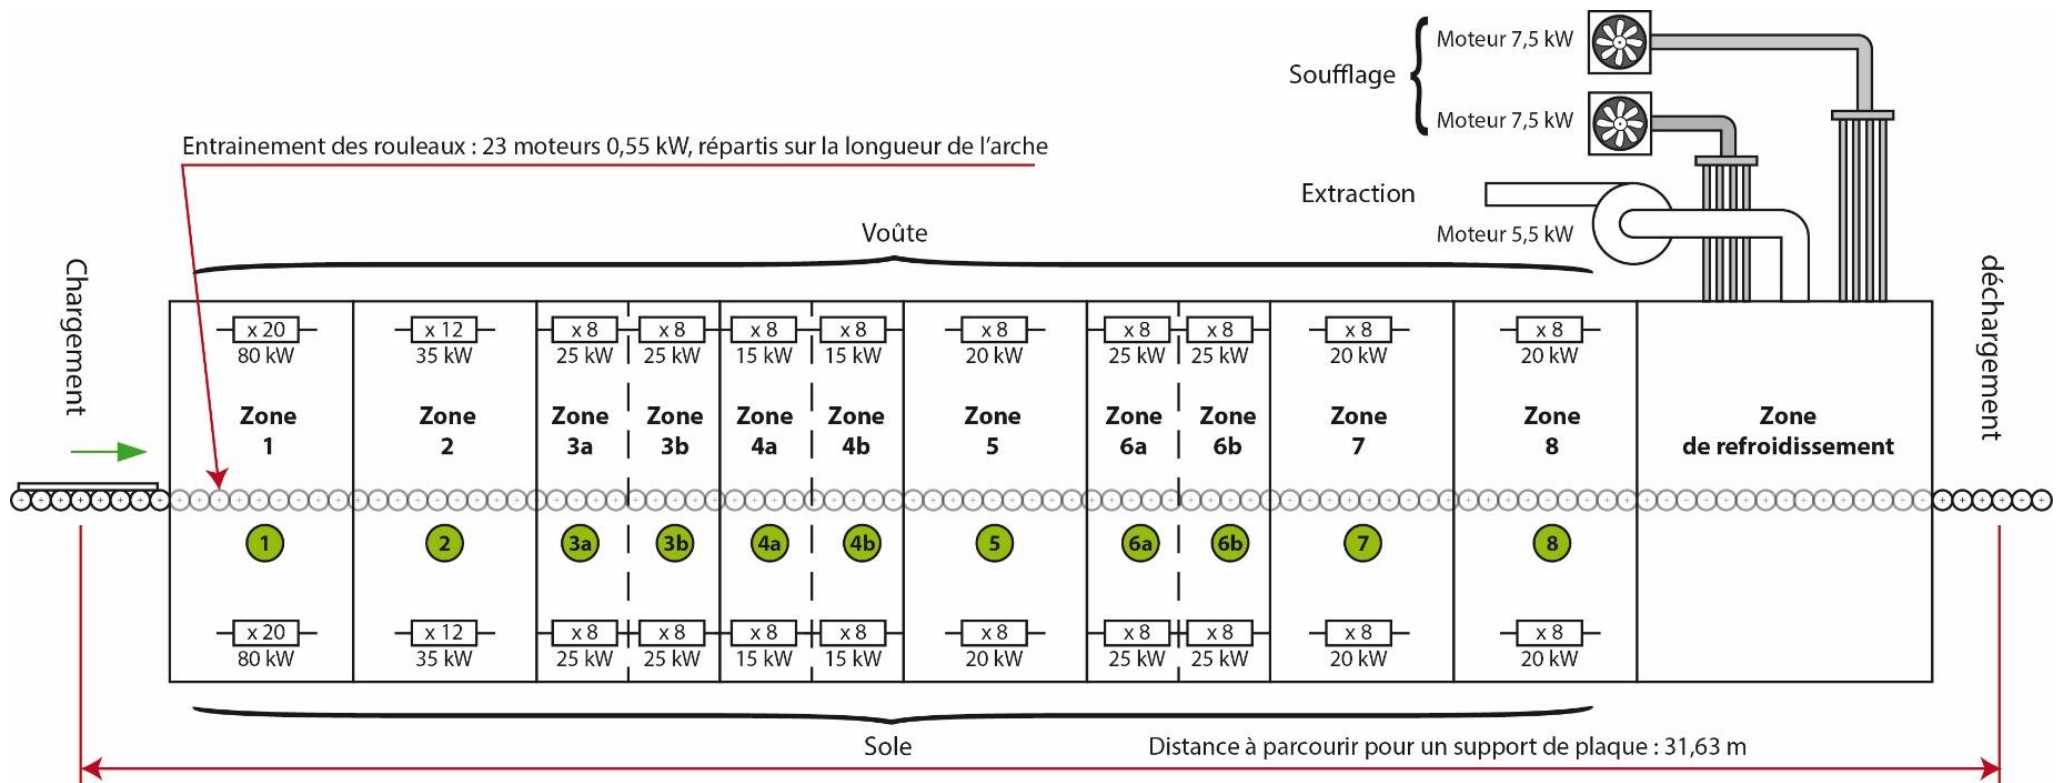 Moteur 7,5 kW
Soufflage
Moteur 7,5 kW
Entrainement des rouleaux : 23 moteurs 0,55 kW, répartis sur la longueur de l'arche
Extraction
Moteur 5,5 kW
Voûte
Chargement
déchargement
x 20 x 12 x 8 x 8 x 8 x 8 x 8 x 8 x 8 x 8 x 8
80 kW 35 kW 25 kW 25 kW 15 kW 15 kW 20 kW 25 kW 25 kW 20 kW 20 kW
Zone Zone Zone Zone Zone Zone Zone Zone Zone Zone Zone Zone
1 2 3a 3b 4a 4b 5 6a 6b 7 8 de refroidissement
1 2 3a 3b 4a 4b 5 6a 6b 7 8
x 20 x 12 x 8 x 8 x 8 x 8 x 8 x 8 x 8 x 8 x 8
80 kW 35 kW 25 kW 25 kW 15 kW 15 kW 20 kW 25 kW 25 kW 20 kW 20 kW
Sole
Distance à parcourir pour un support de plaque : 31,63 m